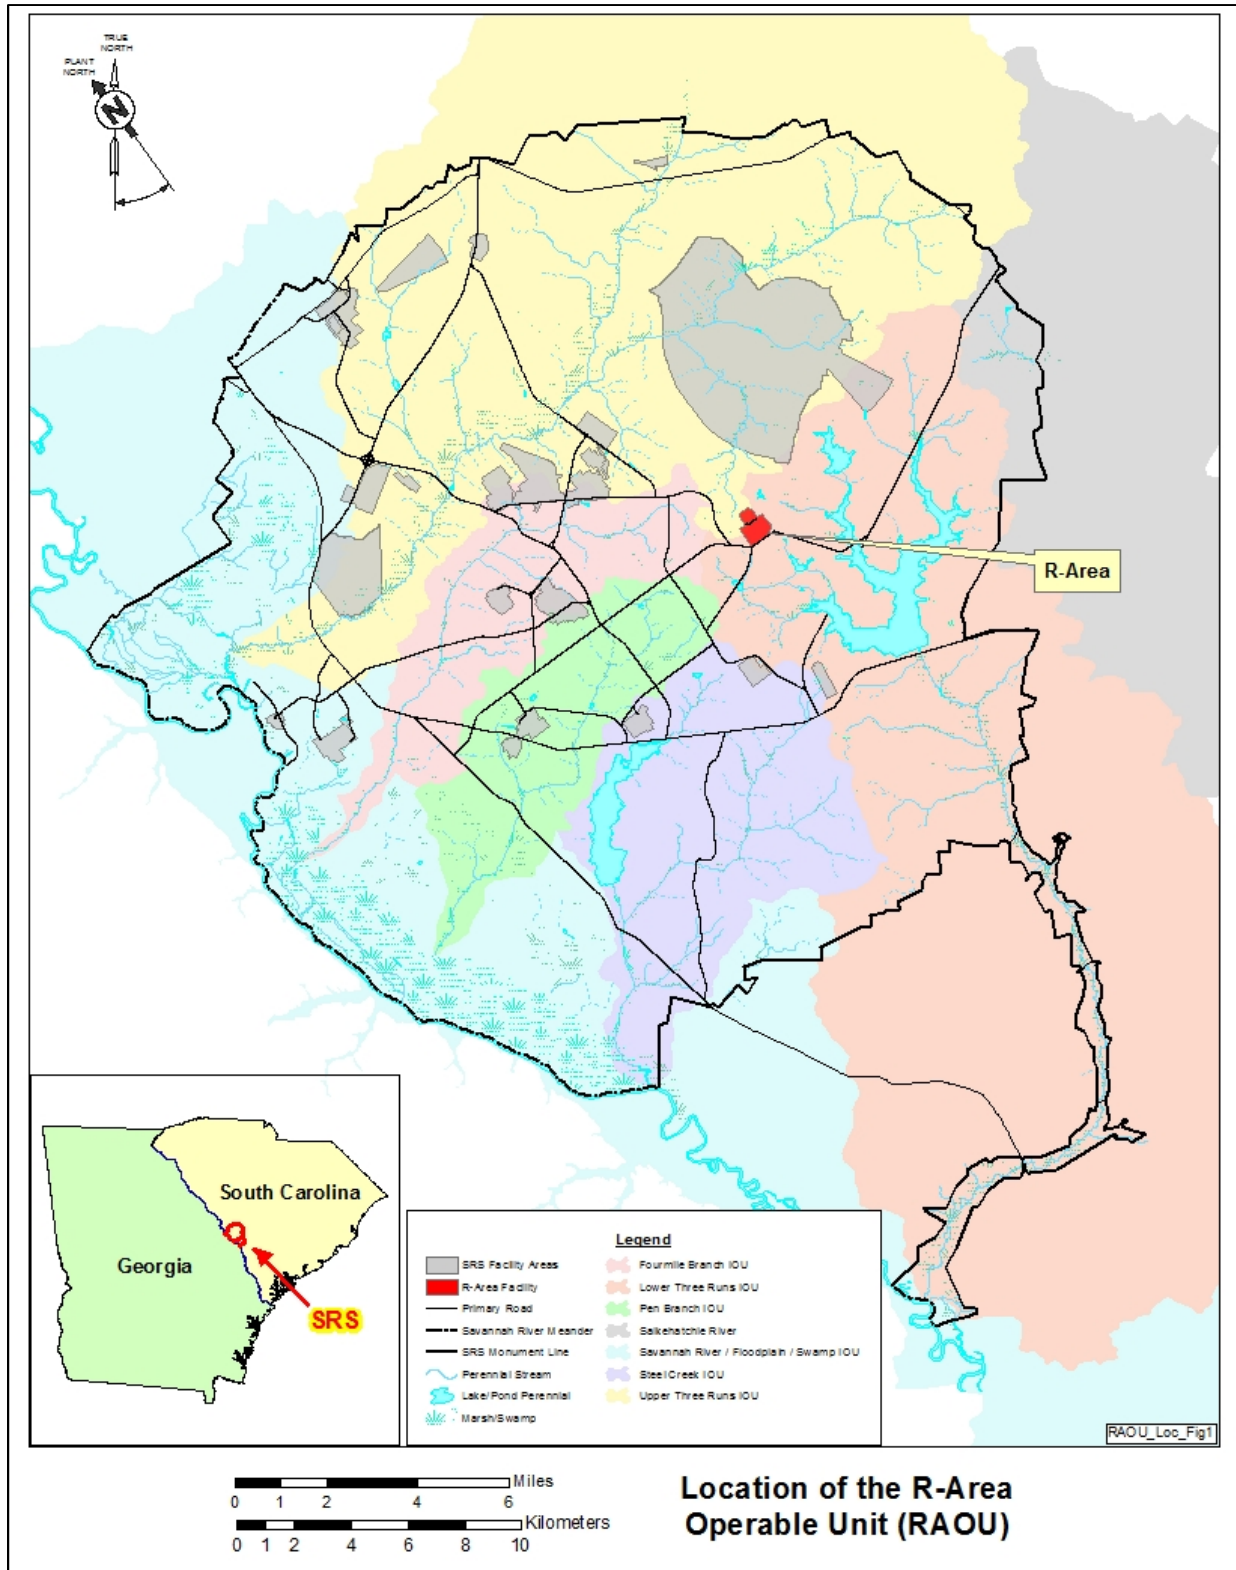 TRUE
NORTH
PLANT
NORTH
N
R-Area
South Carolina
Georgia
SRS
Legend
SRS Facility Areas
R-Area Facility
Primary Road
Savannah River Meander
SRS Monument Line
Perennial Stream
Lake/Pond Perennial
Marsh/Swamp
Fourmile Branch IOU
Lower Three Runs IOU
Pen Branch IOU
Salkehatchie River
Savannah River / Floodplain / Swamp IOU
Steel Creek IOU
Upper Three Runs IOU
RAOU_Loc_Fig1
Miles
0 1 2 4 6
Kilometers
0 1 2 4 6 8 10
Location of the R-Area
Operable Unit (RAOU)